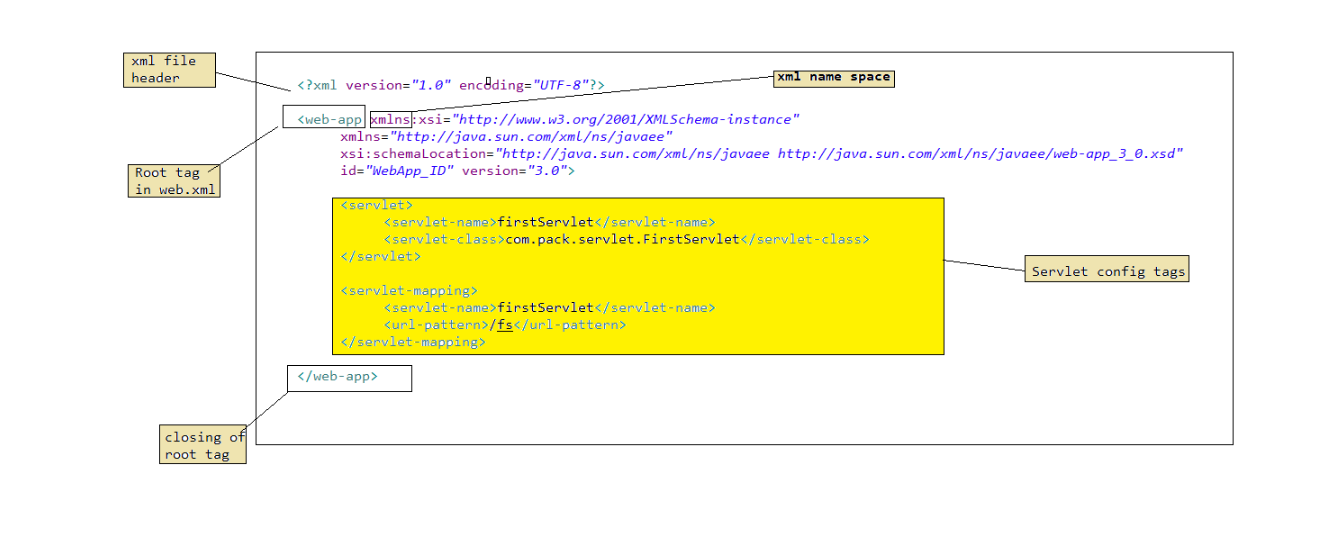 xml file
header
<?xml version="1.0" encoding="UTF-8"?>
xml name space
<web-app xmlns:xsi="http://www.w3.org/2001/XMLSchema-instance"
xmlns="http://java.sun.com/xml/ns/javaee"
xsi:schemaLocation="http://java.sun.com/xml/ns/javaee http://java.sun.com/xml/ns/javaee/web-app_3_0.xsd"
id="WebApp_ID" version="3.0">
Root tag
in web.xml
<servlet>
<servlet-name>firstServlet</servlet-name>
<servlet-class>com.pack.servlet.FirstServlet</servlet-class>
</servlet>
Servlet config tags
<servlet-mapping>
<servlet-name>firstServlet</servlet-name>
<url-pattern>/fs</url-pattern>
</servlet-mapping>
</web-app>
closing of
root tag